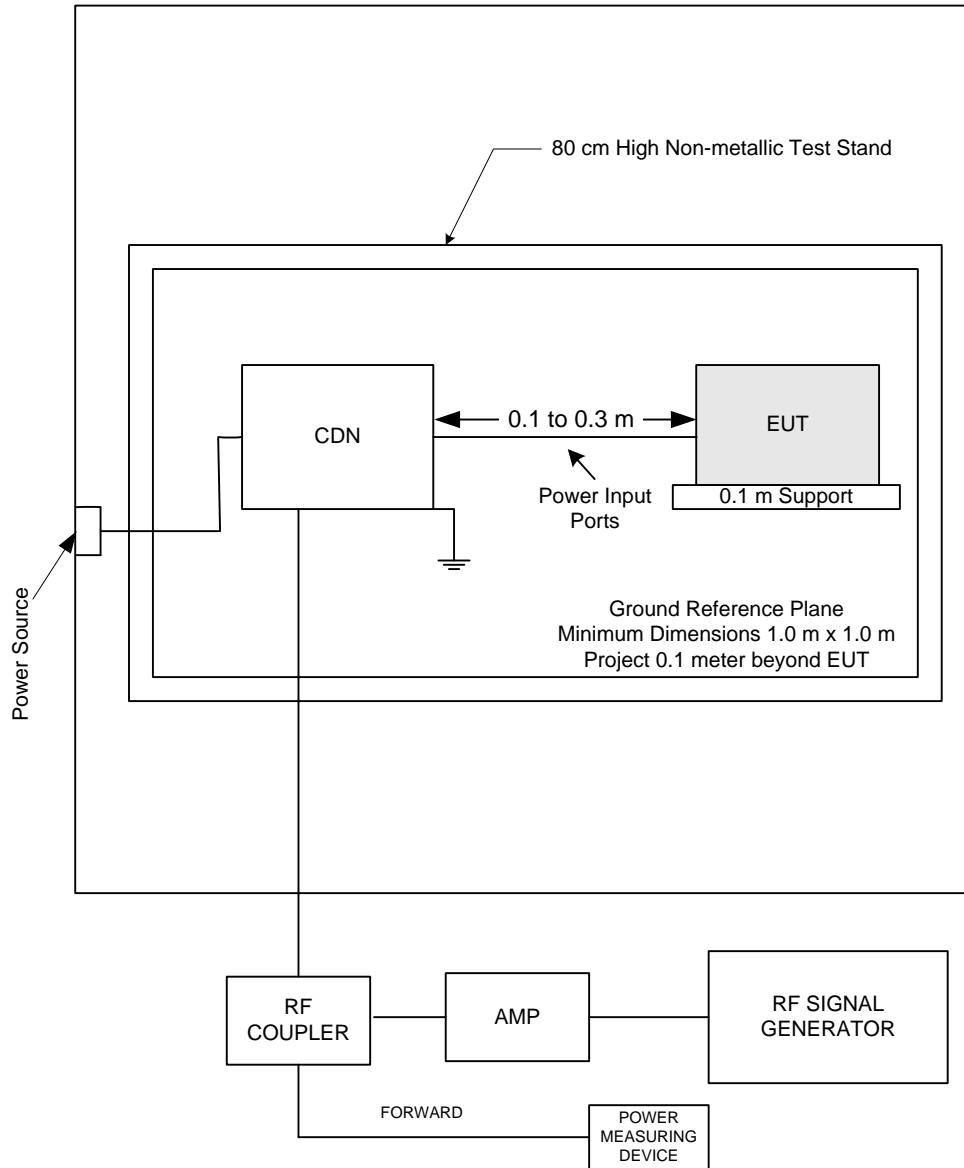 80 cm High Non-metallic Test Stand
CDN
0.1 to 0.3 m
EUT
Power Input
Ports
0.1 m Support
Power Source
Ground Reference Plane
Minimum Dimensions 1.0 m x 1.0 m
Project 0.1 meter beyond EUT
RF
COUPLER
AMP
RF SIGNAL
GENERATOR
FORWARD
POWER
MEASURING
DEVICE